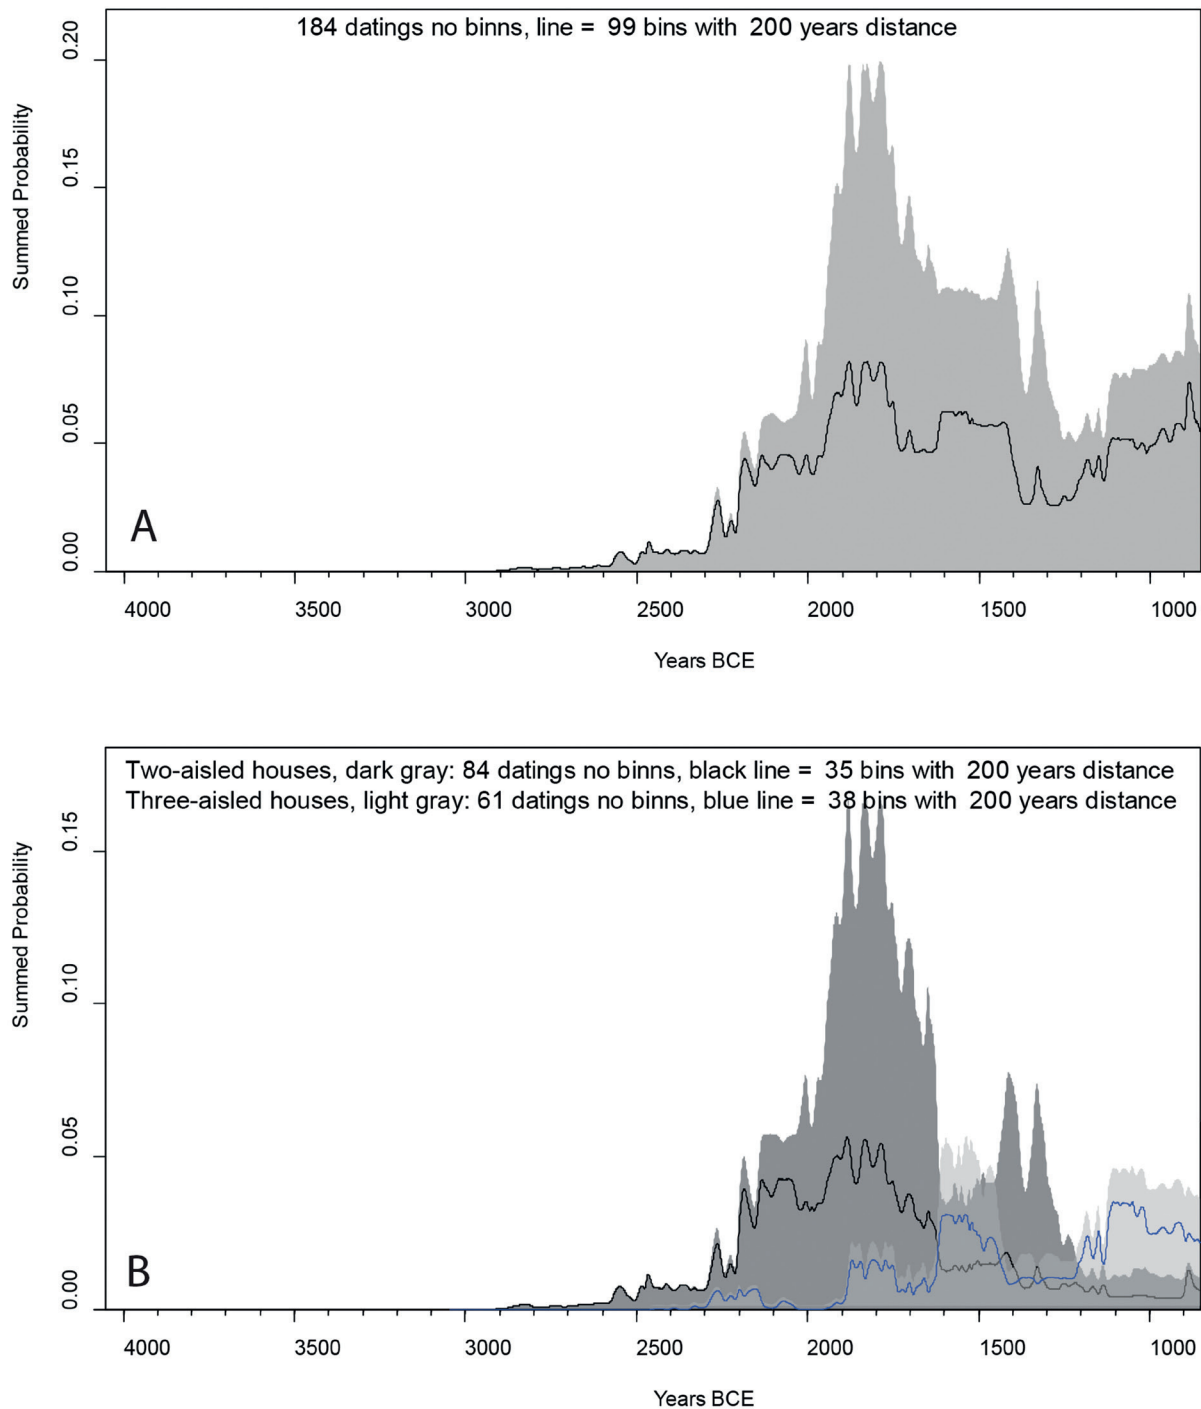 184 datings no binns, line = 99 bins with 200 years distance
Summed Probability
0.20
0.15
0.10
0.05
0.00
A
4000 3500 3000 2500 2000 1500 1000
Years BCE
Two-aisled houses, dark gray: 84 datings no binns, black line = 35 bins with 200 years distance
Three-aisled houses, light gray: 61 datings no binns, blue line = 38 bins with 200 years distance
Summed Probability
0.15
0.10
0.05
0.00
B
4000 3500 3000 2500 2000 1500 1000
Years BCE